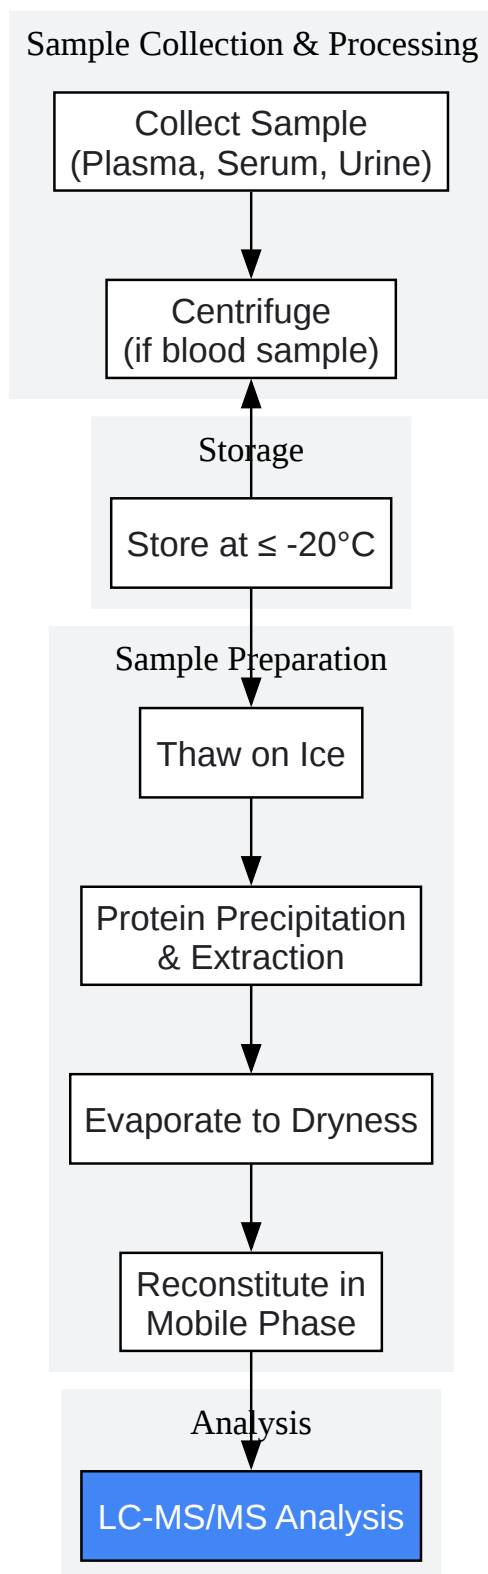 Sample Collection & Processing
Collect Sample
(Plasma, Serum, Urine)
Centrifuge
(if blood sample)
Storage
Store at ≤ -20°C
Sample Preparation
Thaw on Ice
Protein Precipitation
& Extraction
Evaporate to Dryness
Reconstitute in
Mobile Phase
Analysis
LC-MS/MS Analysis